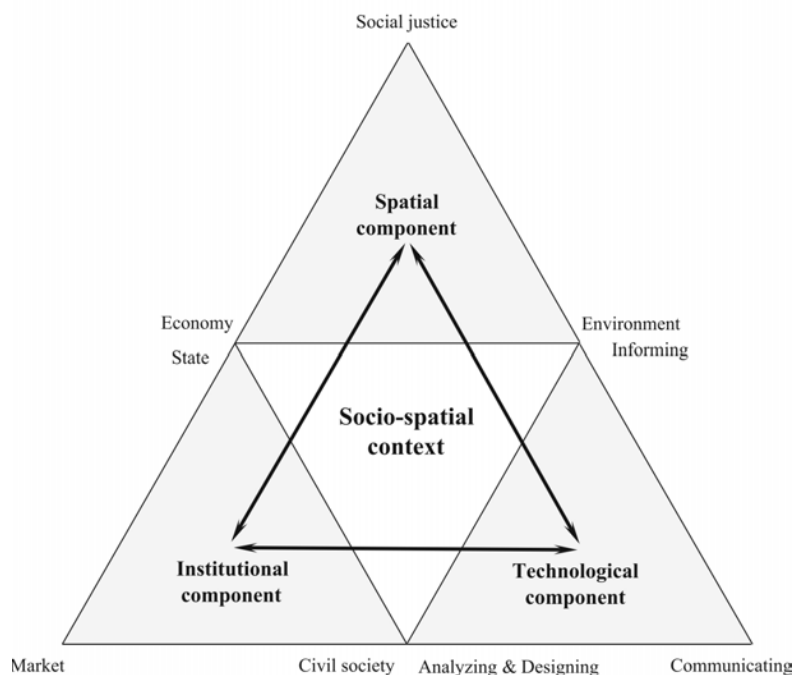 Social justice
Spatial
component
Economy
Environment
State
Informing
Socio-spatial
context
Institutional
component
Technological
component
Market
Civil society
Analyzing & Designing
Communicating